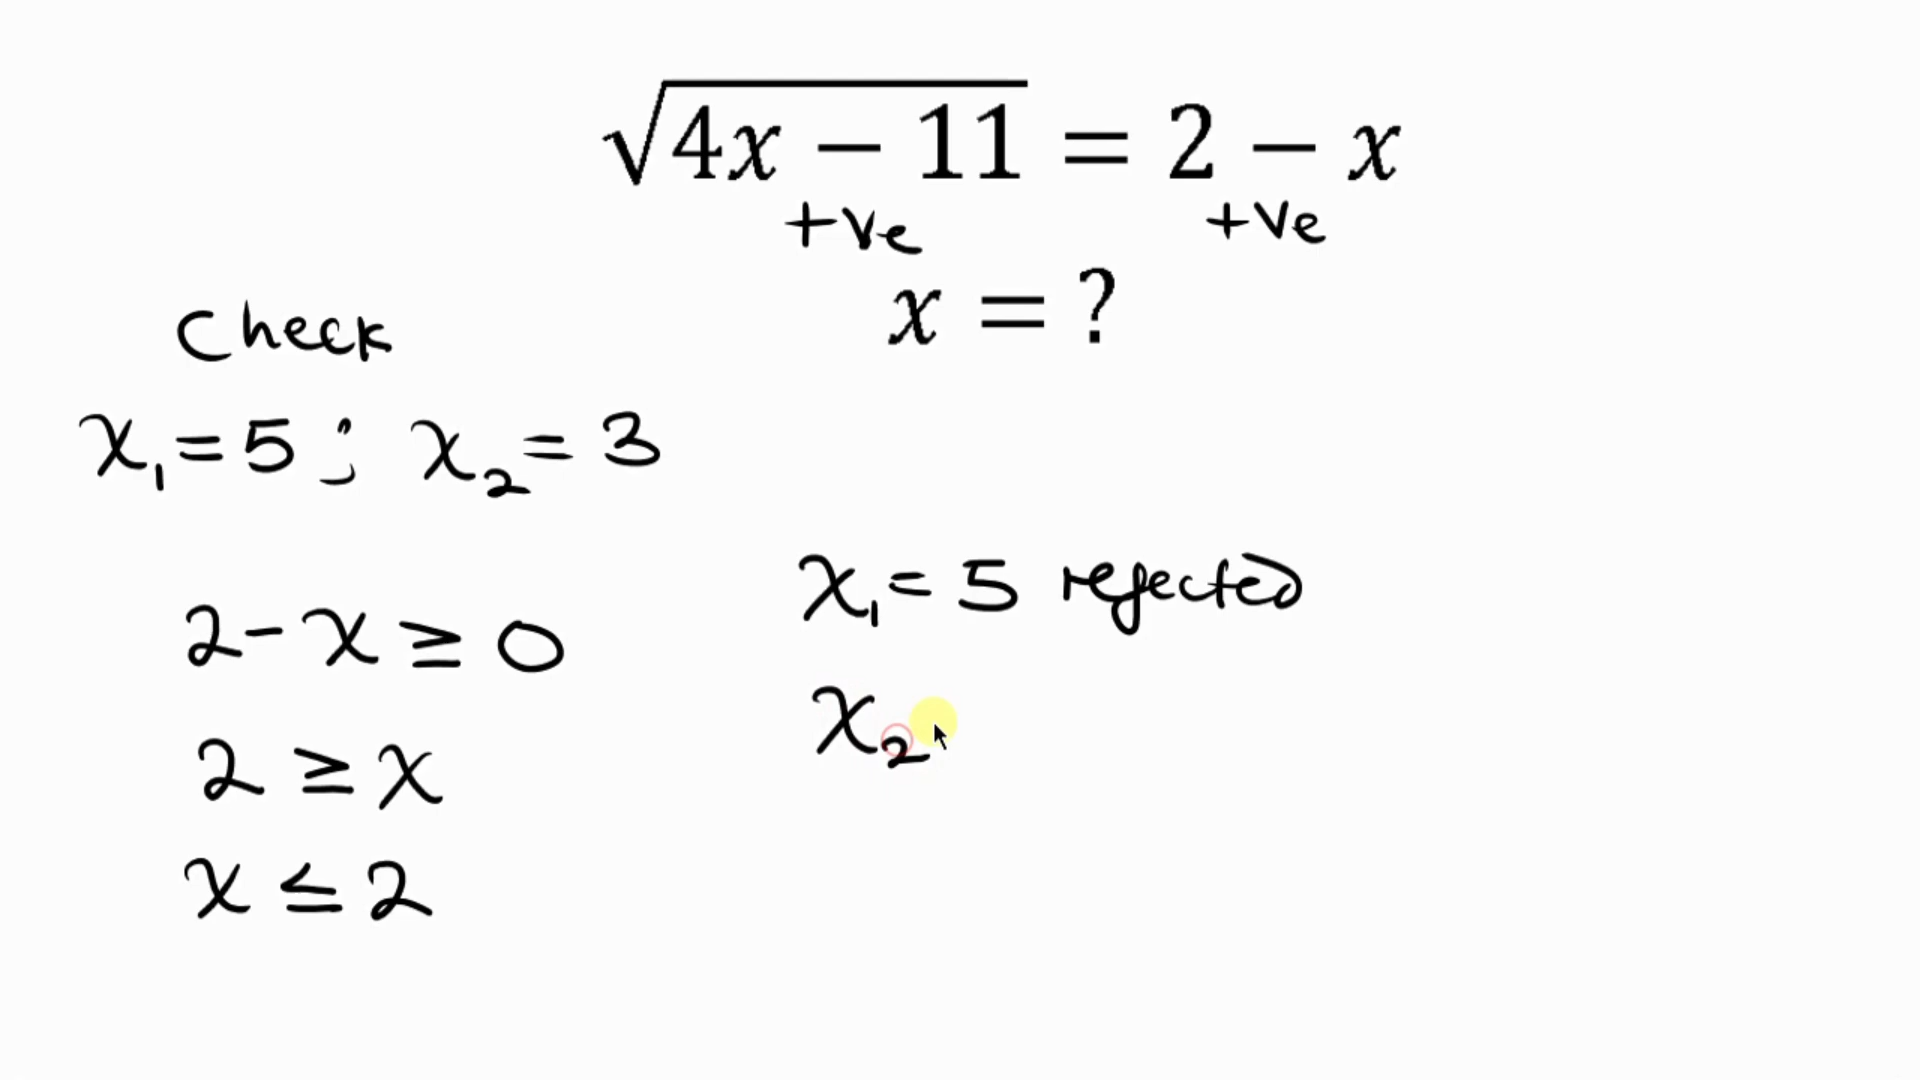 √4x − 11 = 2 − x
+ve +ve
x = ?
Check
x₁ = 5 ; x₂ = 3
x₁ = 5 rejected
2 - x ≥ 0
x₂
2 ≥ x
x ≤ 2